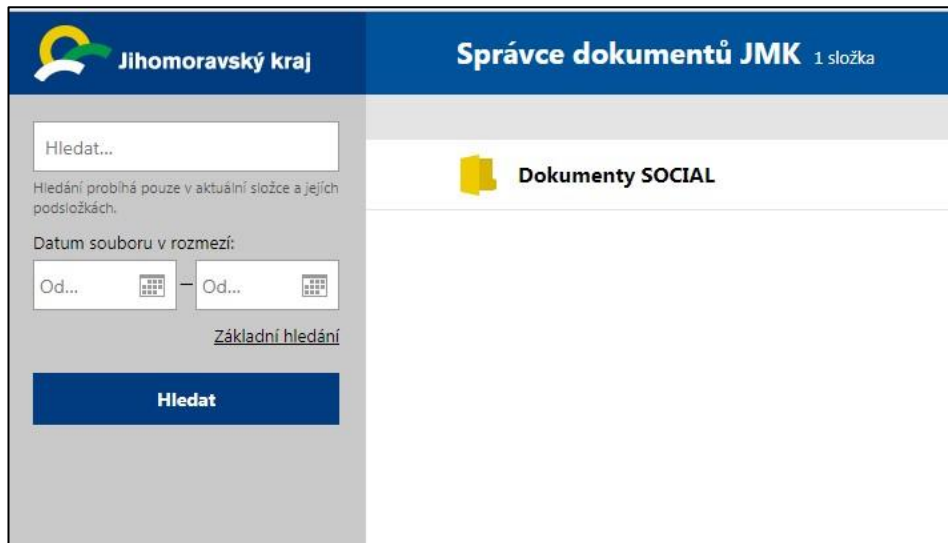 Jihomoravský kraj
Správce dokumentů JMK 1 složka
Hledat...
Hledání probíhá pouze v aktuální složce a jejích
podsložkách.
Datum souboru v rozmezí:
Od... – Od...
Základní hledání
Hledat
Dokumenty SOCIAL